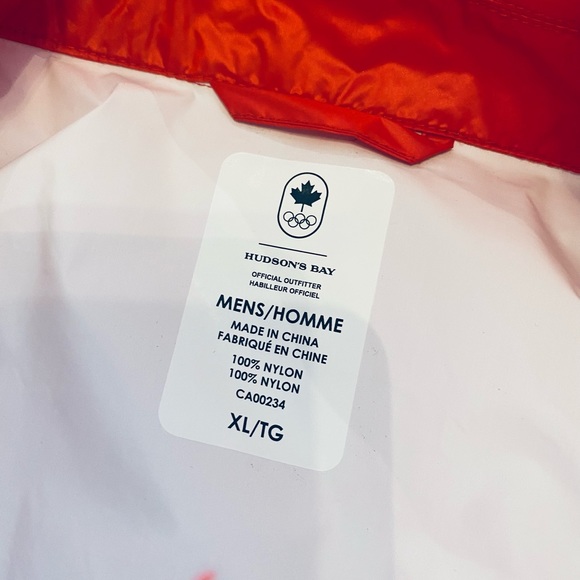 HUDSON'S BAY
OFFICIAL OUTFITTER
HABILLEUR OFFICIEL
MENS/HOMME
MADE IN CHINA
FABRIQUÉ EN CHINE
100% NYLON
100% NYLON
CA00234
XL/TG